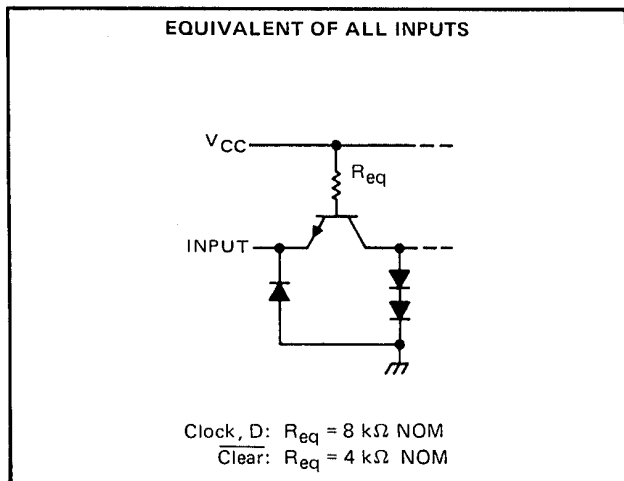 EQUIVALENT OF ALL INPUTS
VCC
Req
INPUT
Clock, D: Req = 8 kΩ NOM
Clear: Req = 4 kΩ NOM